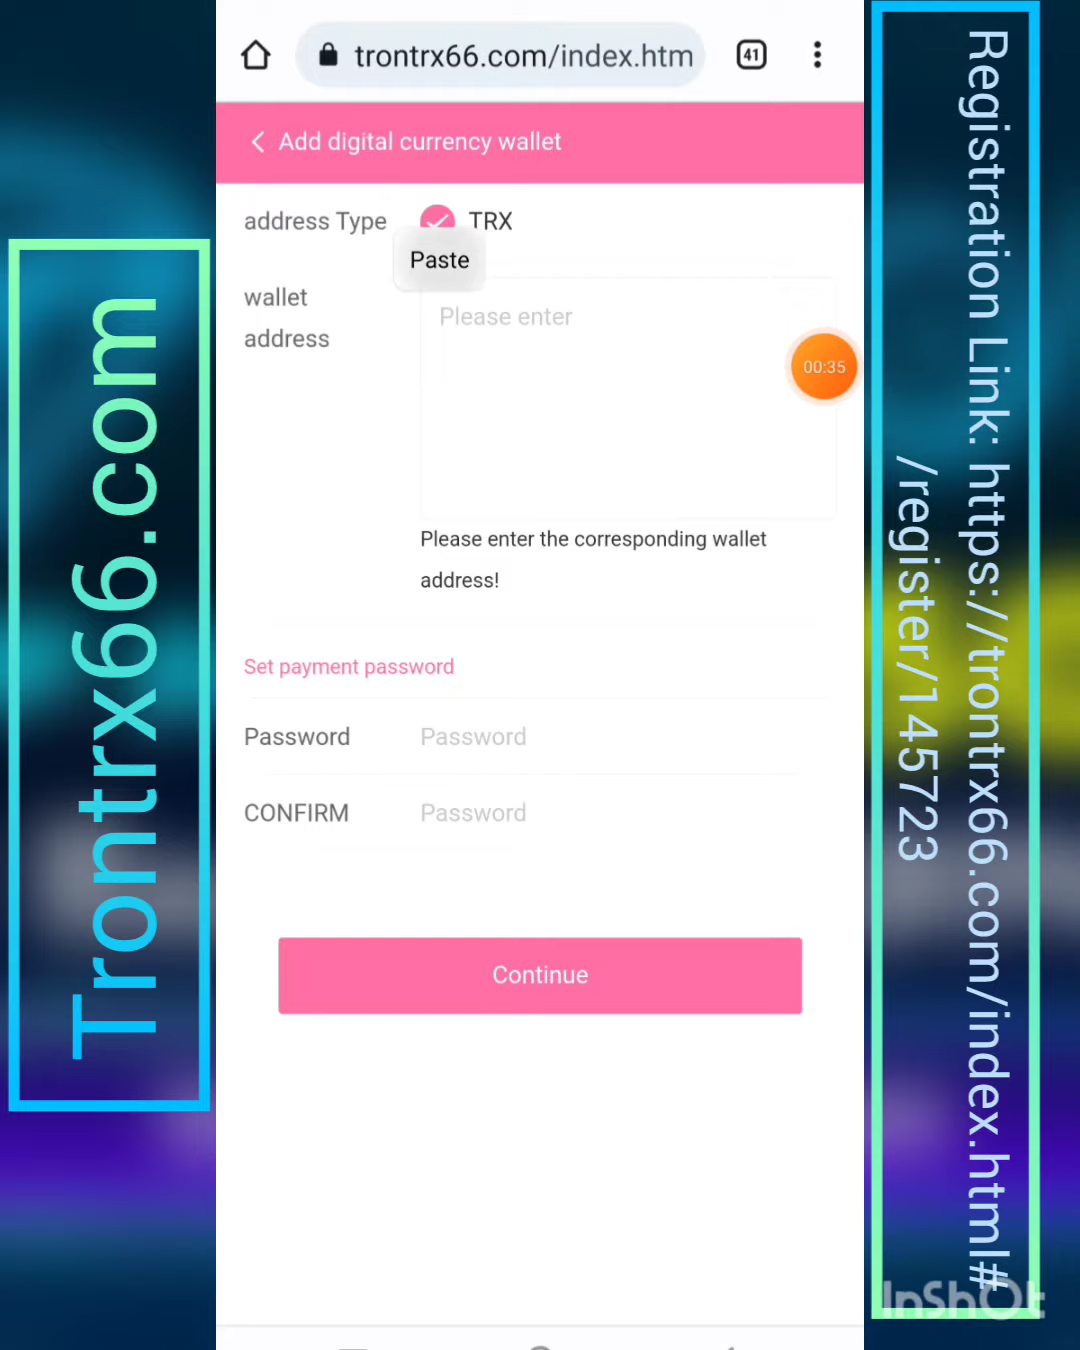 Trontrx66.com
41
trontrx66.com/index.htm
Add digital currency wallet
address Type
TRX
Paste
wallet
address
Please enter
00:35
Please enter the corresponding wallet
address!
Set payment password
Password
Password
CONFIRM
Password
Continue
Registration Link: https://trontrx66.com/index.html#
/register/145723
InShOt